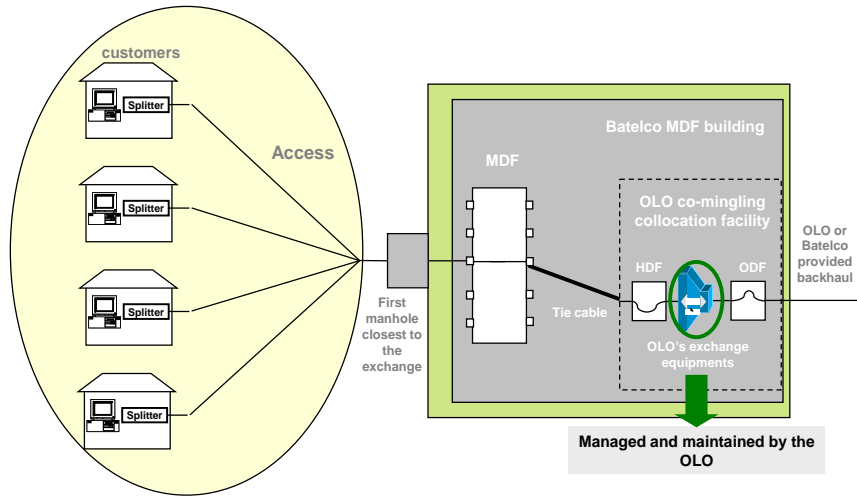 customers
Splitter
Splitter
Splitter
Splitter
Access
First
manhole
closest to
the
exchange
Batelco MDF building
MDF
Tie cable
OLO co-mingling
collocation facility
HDF
ODF
OLO's exchange
equipments
OLO or
Batelco
provided
backhaul
Managed and maintained by the
OLO